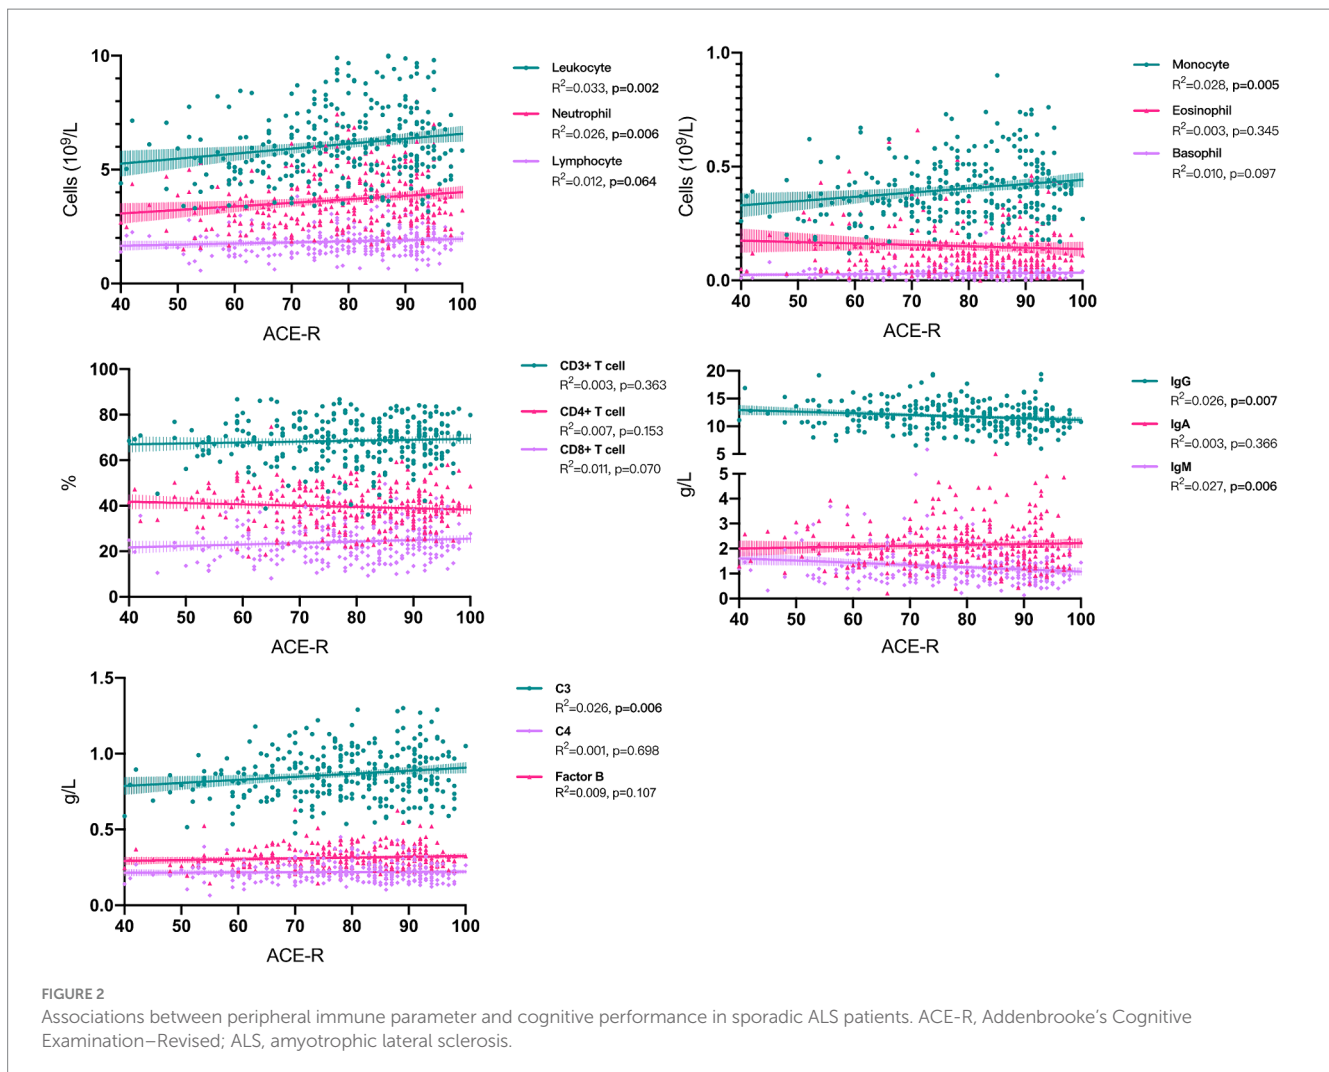 10
5
0
Cells (10⁹/L)
40 50 60 70 80 90 100
ACE-R
Leukocyte
R²=0.033, p=0.002
Neutrophil
R²=0.026, p=0.006
Lymphocyte
R²=0.012, p=0.064
1.0
0.5
0.0
Cells (10⁹/L)
40 50 60 70 80 90 100
ACE-R
Monocyte
R²=0.028, p=0.005
Eosinophil
R²=0.003, p=0.345
Basophil
R²=0.010, p=0.097
100
80
60
40
20
0
%
40 50 60 70 80 90 100
ACE-R
CD3+ T cell
R²=0.003, p=0.363
CD4+ T cell
R²=0.007, p=0.153
CD8+ T cell
R²=0.011, p=0.070
20
15
10
5
5
4
3
2
1
0
g/L
40 50 60 70 80 90 100
ACE-R
IgG
R²=0.026, p=0.007
IgA
R²=0.003, p=0.366
IgM
R²=0.027, p=0.006
1.5
1.0
0.5
0.0
g/L
40 50 60 70 80 90 100
ACE-R
C3
R²=0.026, p=0.006
C4
R²=0.001, p=0.698
Factor B
R²=0.009, p=0.107
FIGURE 2
Associations between peripheral immune parameter and cognitive performance in sporadic ALS patients. ACE-R, Addenbrooke's Cognitive
Examination–Revised; ALS, amyotrophic lateral sclerosis.